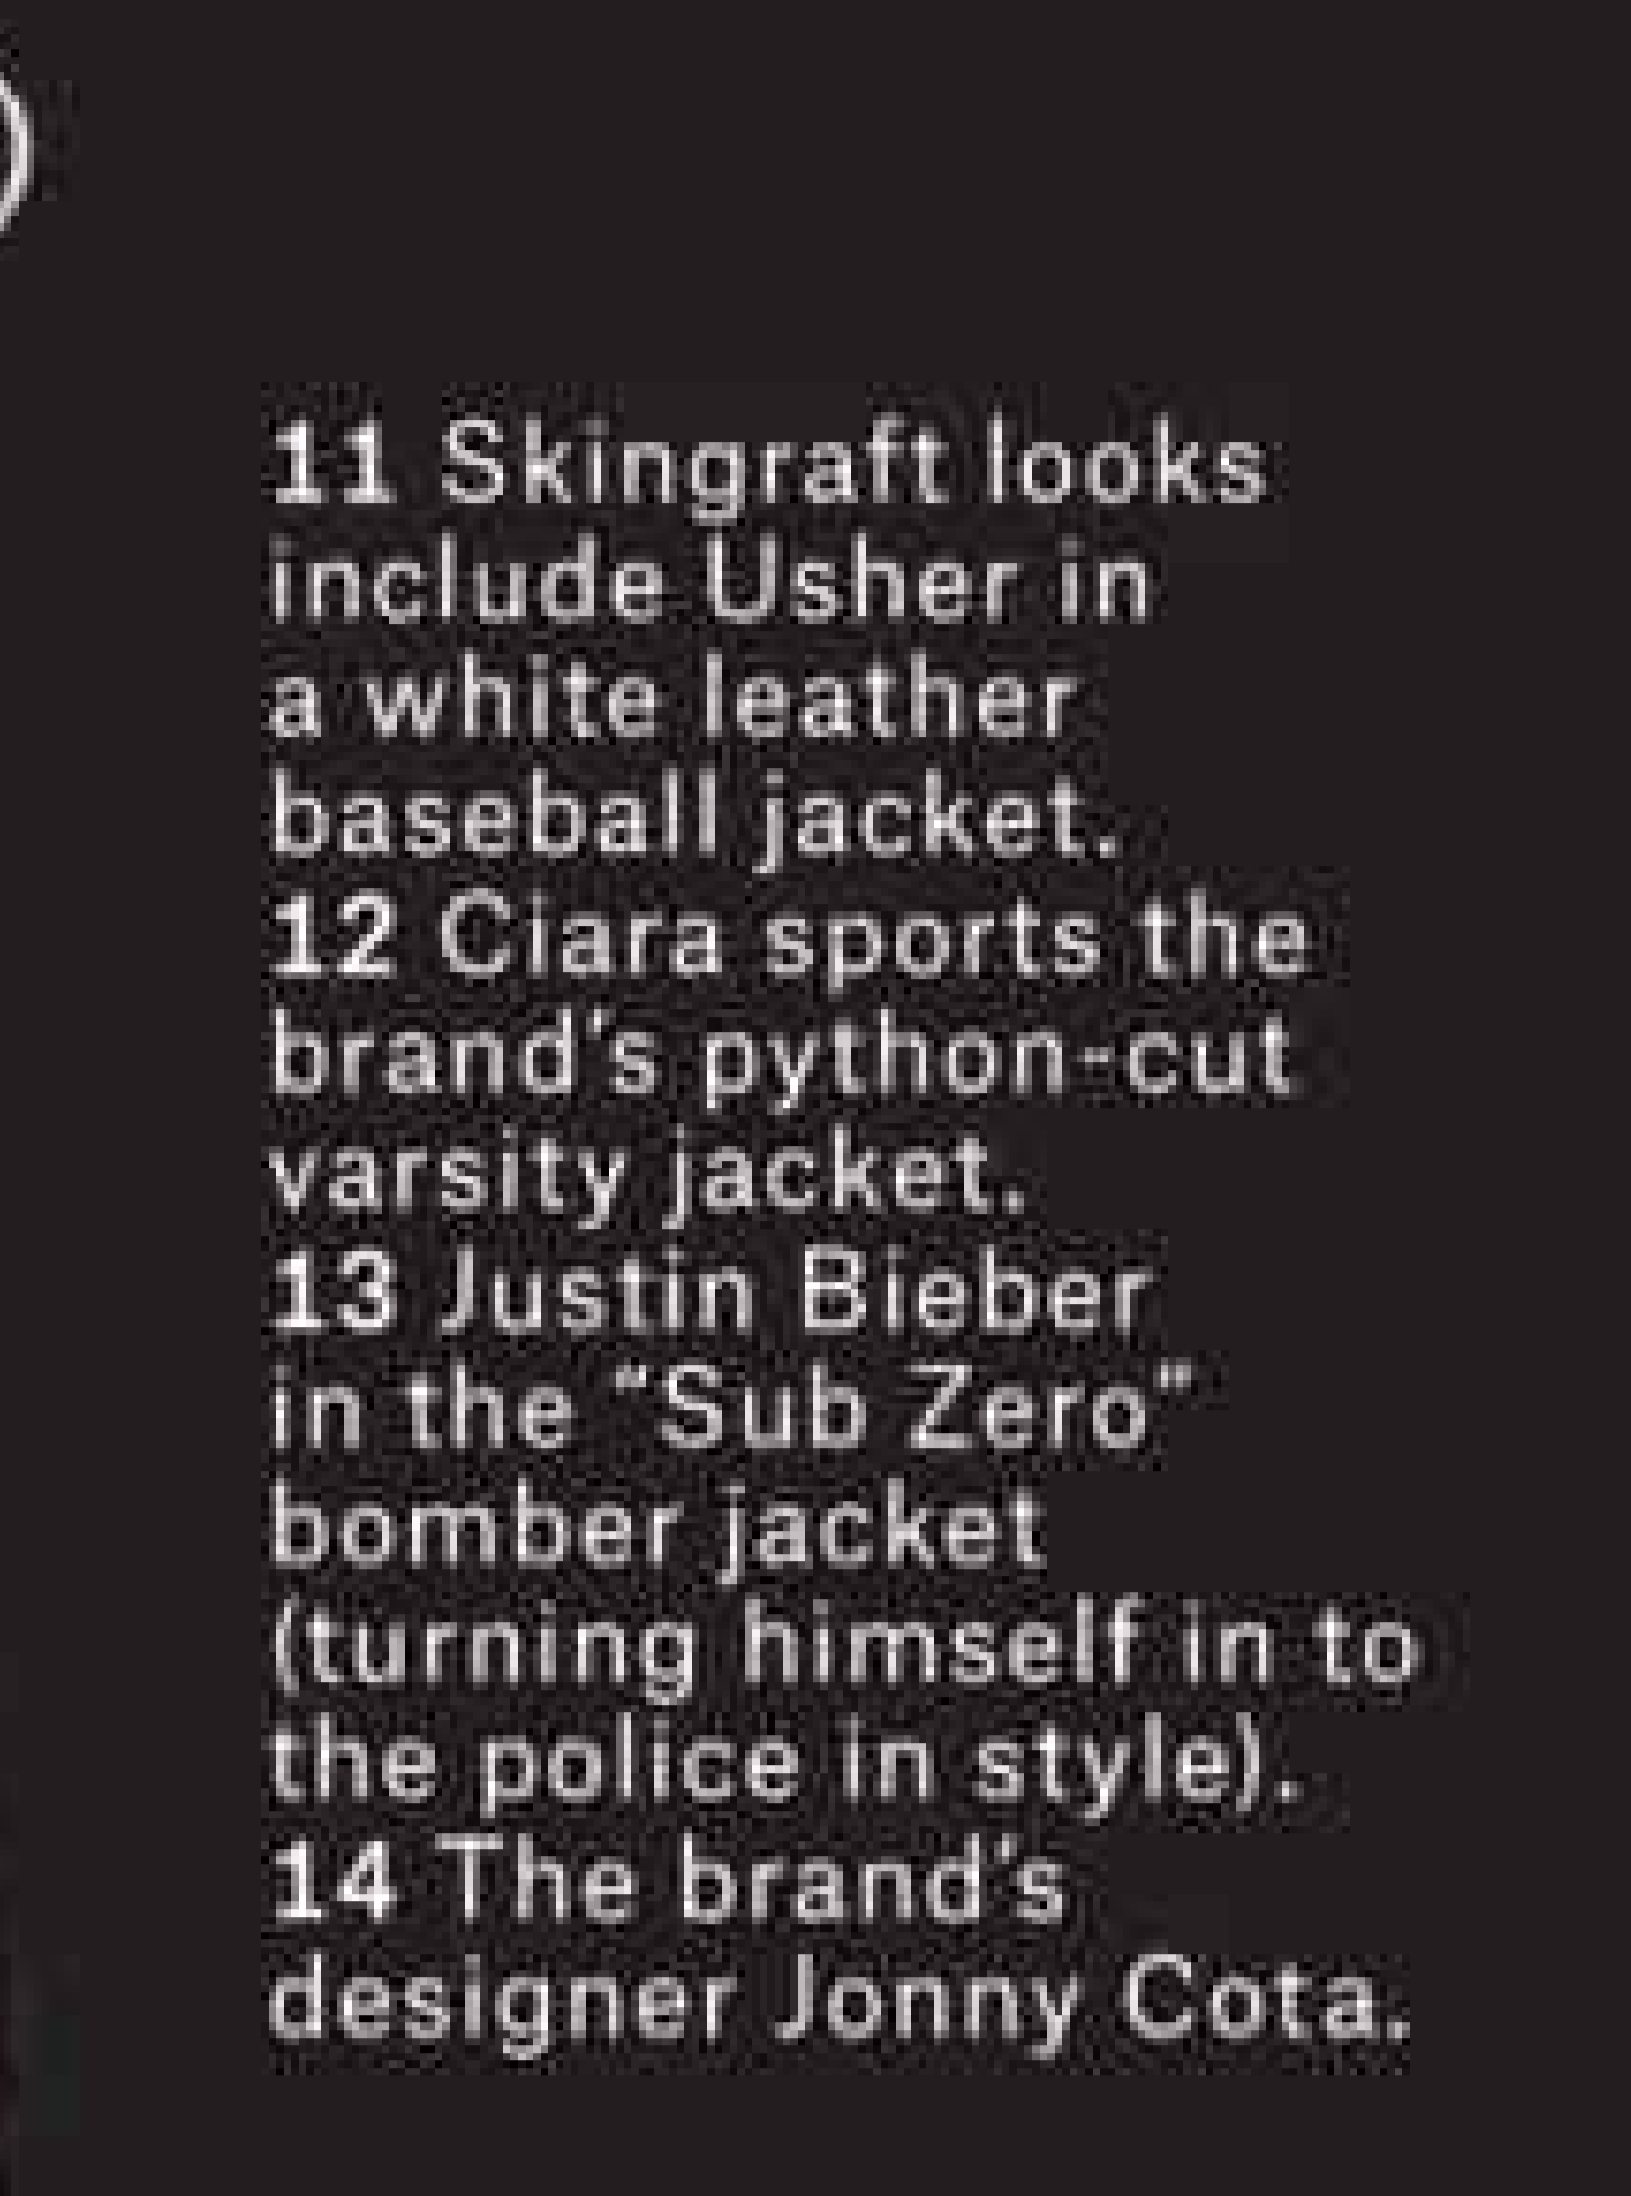 11 Skingraft looks
include Usher in
a white leather
baseball jacket.
12 Ciara sports the
brand’s python-cut
varsity jacket.
13 Justin Bieber
in the “Sub Zero”
bomber jacket
(turning himself in to
the police in style).
14 The brand’s
designer Jonny Cota.